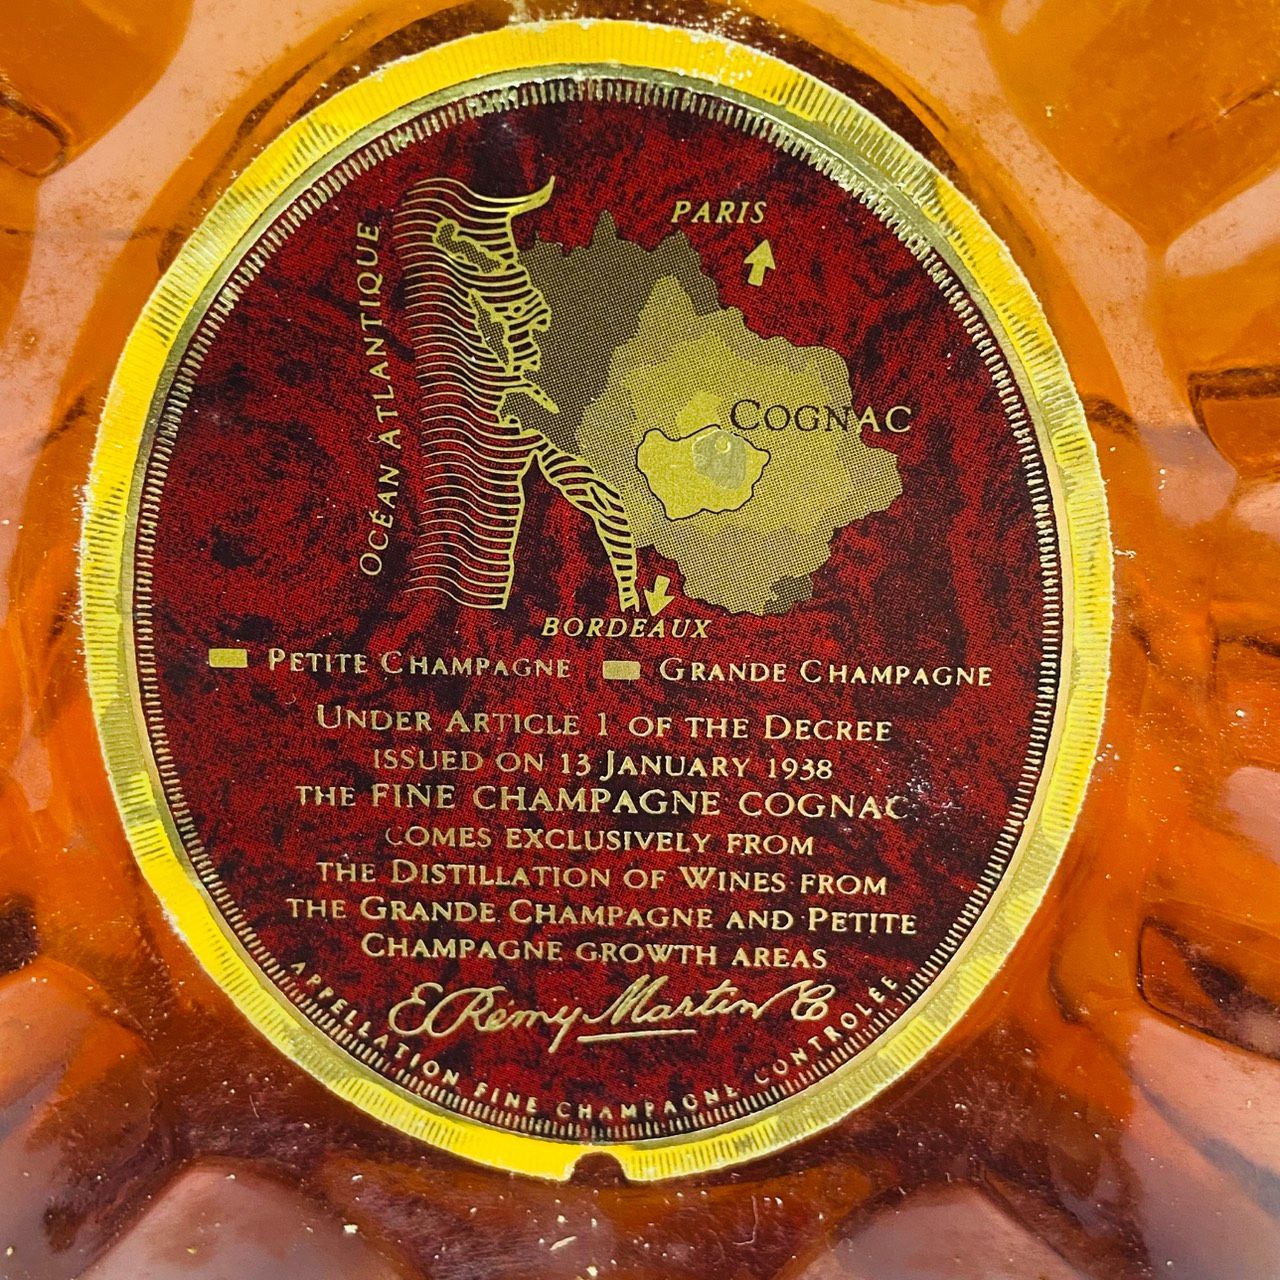 PARIS
OCÉAN ATLANTIQUE
COGNAC
BORDEAUX
PETITE CHAMPAGNE GRANDE CHAMPAGNE
UNDER ARTICLE 1 OF THE DECREE
ISSUED ON 13 JANUARY 1938
THE FINE CHAMPAGNE COGNAC
COMES EXCLUSIVELY FROM
THE DISTILLATION OF WINES FROM
THE GRANDE CHAMPAGNE AND PETITE
CHAMPAGNE GROWTH AREAS
E. Rémy Martin & C
APPELLATION FINE CHAMPAGNE CONTROLÉE